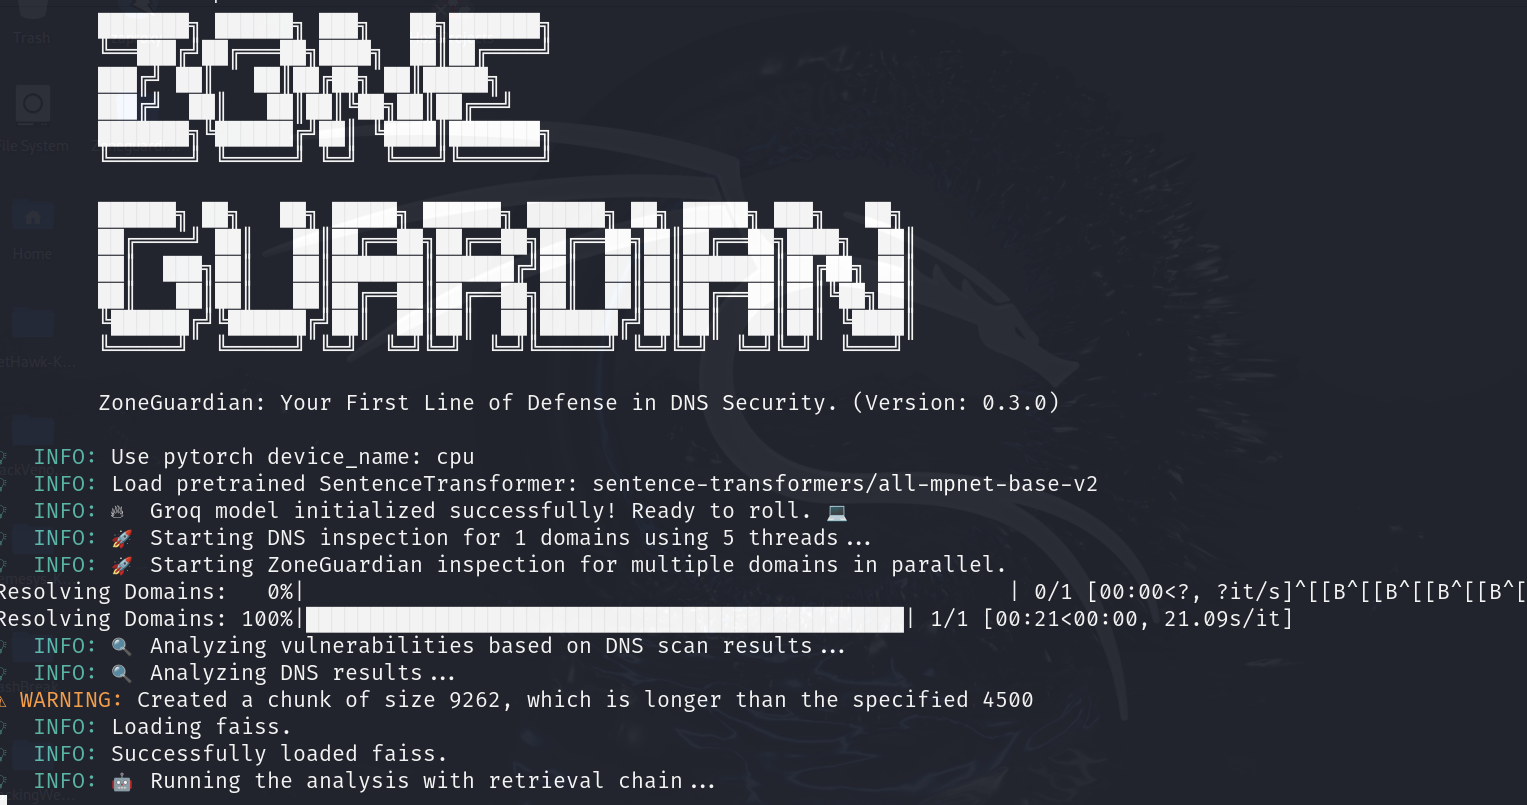 Trash
ZONE
File System
GUARDIAN
Home
ZoneGuardian: Your First Line of Defense in DNS Security. (Version: 0.3.0)
INFO: Use pytorch device_name: cpu
INFO: Load pretrained SentenceTransformer: sentence-transformers/all-mpnet-base-v2
INFO: 🔥 Groq model initialized successfully! Ready to roll. 💻
INFO: 🚀 Starting DNS inspection for 1 domains using 5 threads...
INFO: 🚀 Starting ZoneGuardian inspection for multiple domains in parallel.
Resolving Domains:   0%| | 0/1 [00:00<?, ?it/s]^[[B^[[B^[[B^[[B^[
Resolving Domains: 100%|██████████| 1/1 [00:21<00:00, 21.09s/it]
INFO: 🔍 Analyzing vulnerabilities based on DNS scan results...
INFO: 🔍 Analyzing DNS results...
⚠ WARNING: Created a chunk of size 9262, which is longer than the specified 4500
INFO: Loading faiss.
INFO: Successfully loaded faiss.
INFO: 🤖 Running the analysis with retrieval chain...